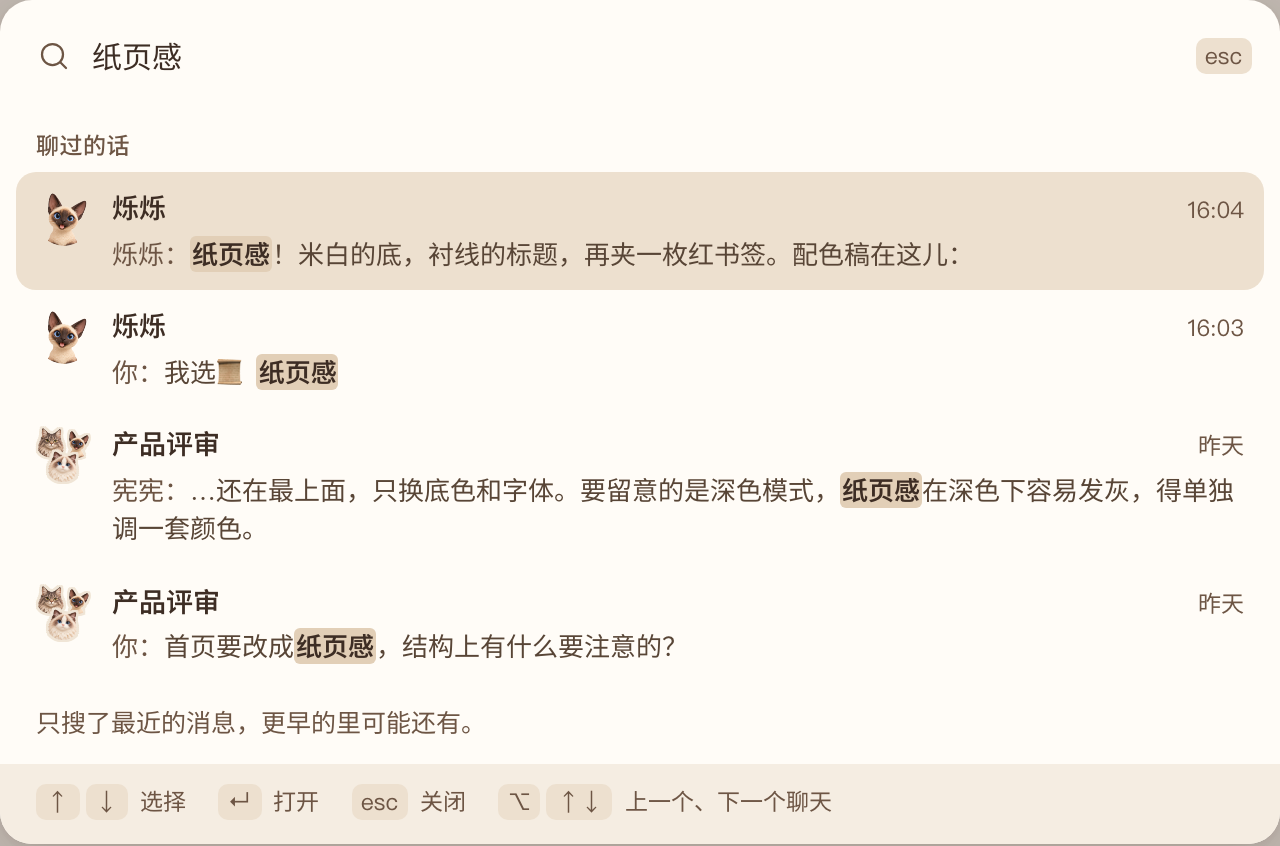 纸页感
esc
聊过的话
烁烁
16:04
烁烁：纸页感！米白的底，衬线的标题，再夹一枚红书签。配色稿在这儿：
烁烁
16:03
你：我选📜 纸页感
产品评审
昨天
宪宪：…还在最上面，只换底色和字体。要留意的是深色模式，纸页感在深色下容易发灰，得单独
调一套颜色。
产品评审
昨天
你：首页要改成纸页感，结构上有什么要注意的？
只搜了最近的消息，更早的里可能还有。
↑ ↓ 选择 ↵ 打开 esc 关闭 ⌥ ↑↓ 上一个、下一个聊天